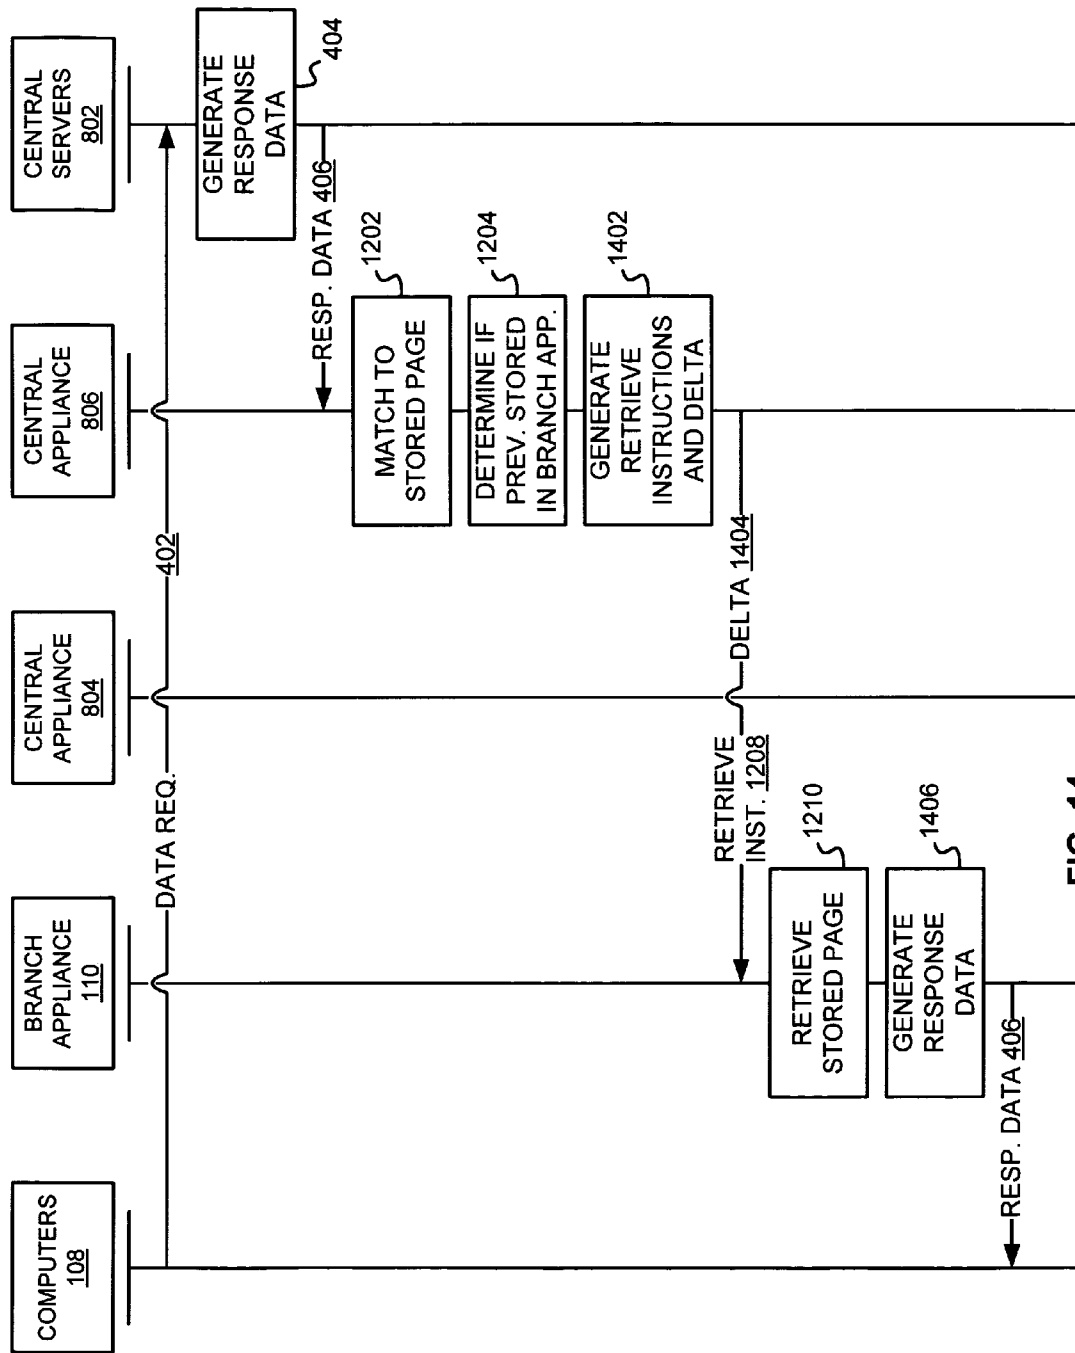 COMPUTERS
108
BRANCH
APPLIANCE
110
CENTRAL
APPLIANCE
804
CENTRAL
APPLIANCE
806
CENTRAL
SERVERS
802
DATA REQ.
402
GENERATE
RESPONSE
DATA
404
RESP. DATA 406
MATCH TO
STORED PAGE
1202
DETERMINE IF
PREV. STORED
IN BRANCH APP.
1204
GENERATE
RETRIEVE
INSTRUCTIONS
AND DELTA
1402
RETRIEVE
INST. 1208
DELTA 1404
RETRIEVE
STORED PAGE
1210
GENERATE
RESPONSE
DATA
1406
RESP. DATA 406
FIG. 14